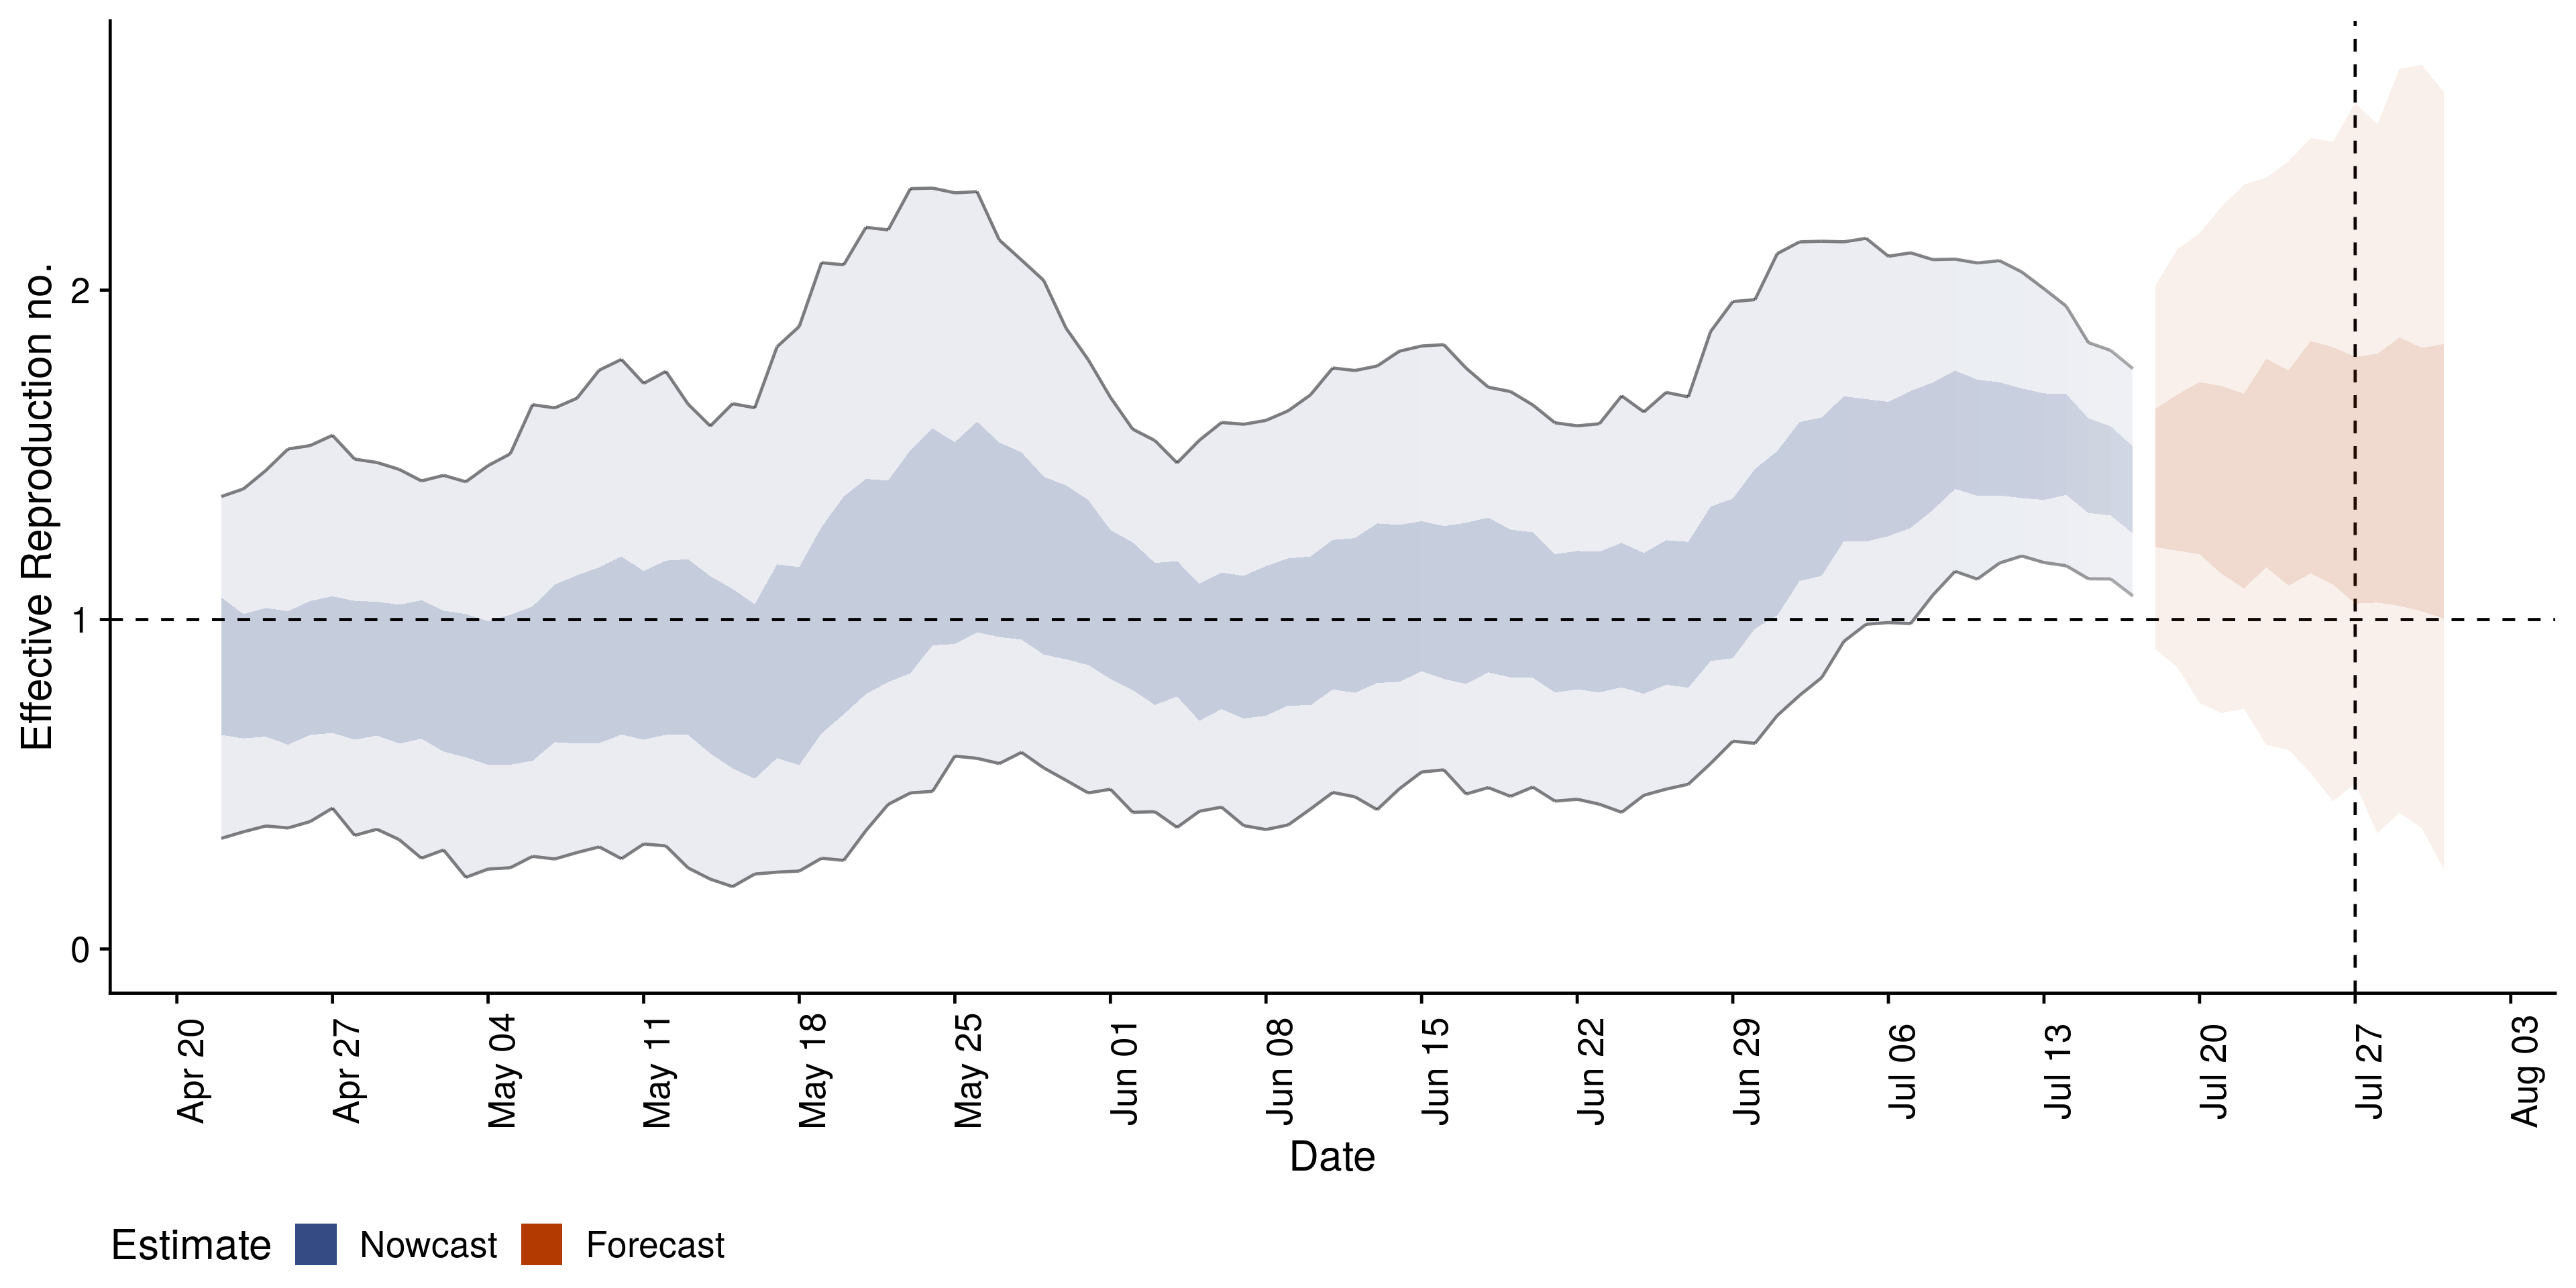 Effective Reproduction no.
2
1
0
Apr 20
Apr 27
May 04
May 11
May 18
May 25
Jun 01
Jun 08
Jun 15
Jun 22
Jun 29
Jul 06
Jul 13
Jul 20
Jul 27
Aug 03
Date
Estimate Nowcast Forecast